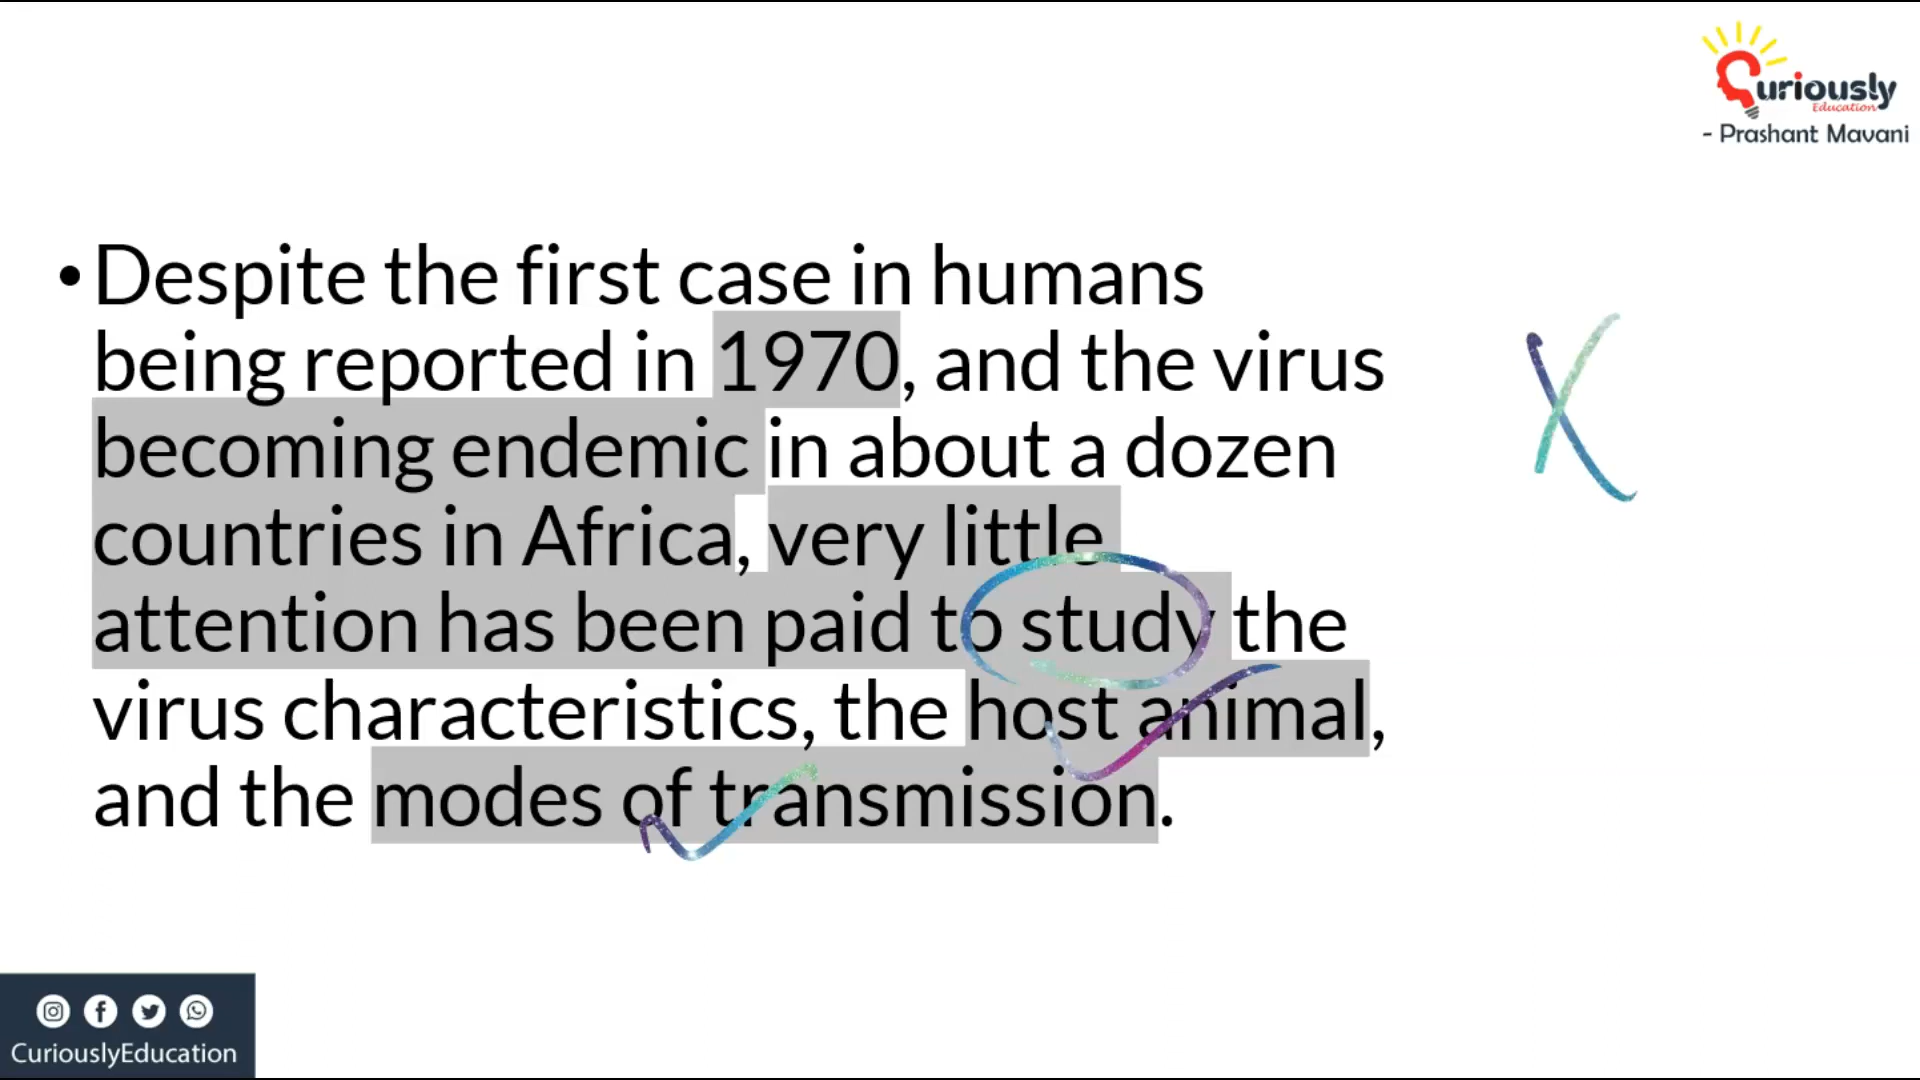 Curiously
Education
- Prashant Mavani
• Despite the first case in humans
being reported in 1970, and the virus
becoming endemic in about a dozen
countries in Africa, very little
attention has been paid to study the
virus characteristics, the host animal,
and the modes of transmission.
CuriouslyEducation